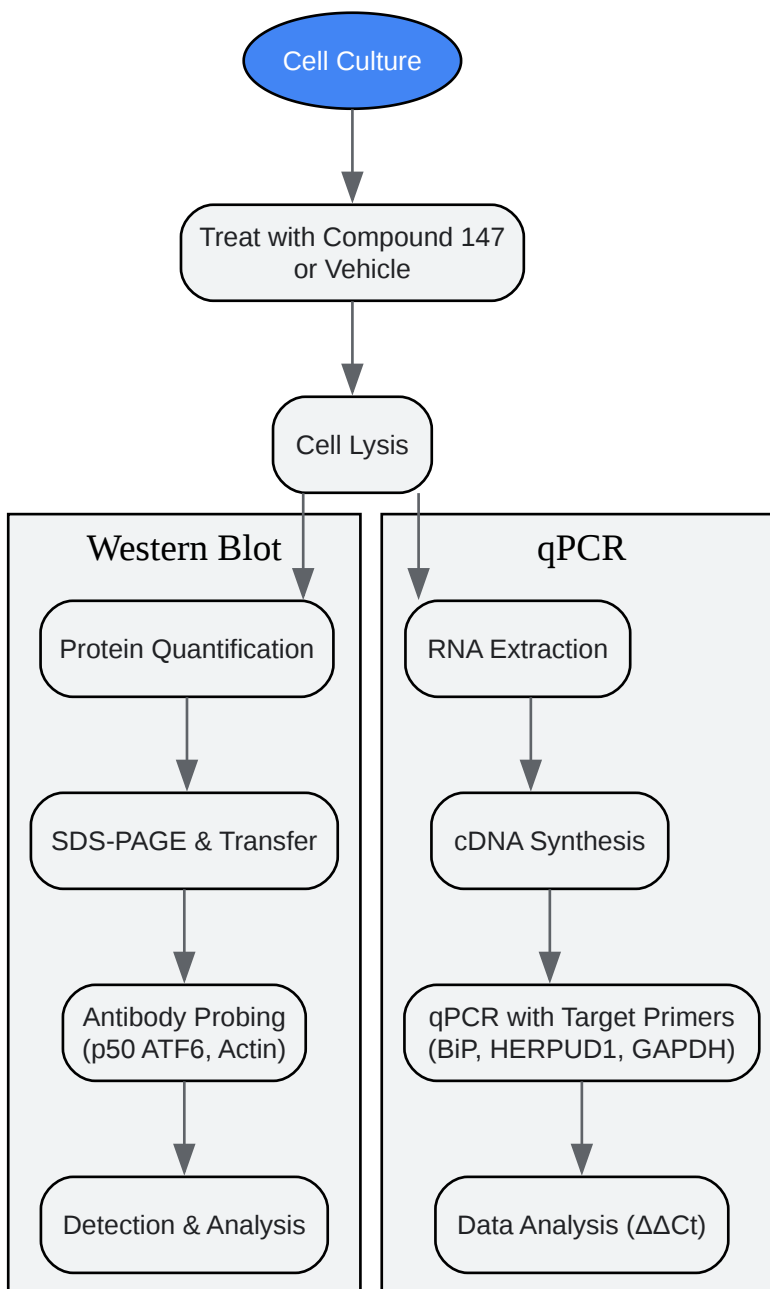 Cell Culture
Treat with Compound 147
or Vehicle
Cell Lysis
Western Blot
Protein Quantification
SDS-PAGE & Transfer
Antibody Probing
(p50 ATF6, Actin)
Detection & Analysis
qPCR
RNA Extraction
cDNA Synthesis
qPCR with Target Primers
(BiP, HERPUD1, GAPDH)
Data Analysis (ΔΔCt)